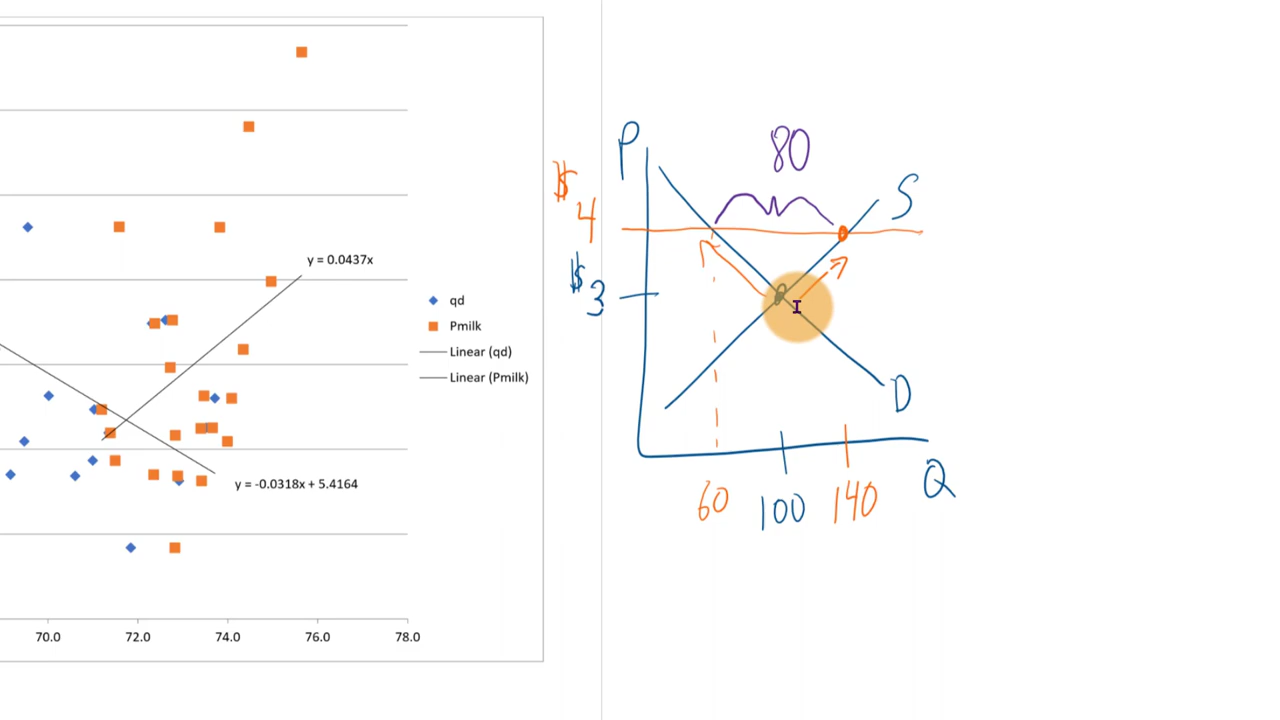 y = 0.0437x
qd
Pmilk
Linear (qd)
Linear (Pmilk)
y = -0.0318x + 5.4164
70.0 72.0 74.0 76.0 78.0
P
80
$4
S
$3
D
60 100 140
Q